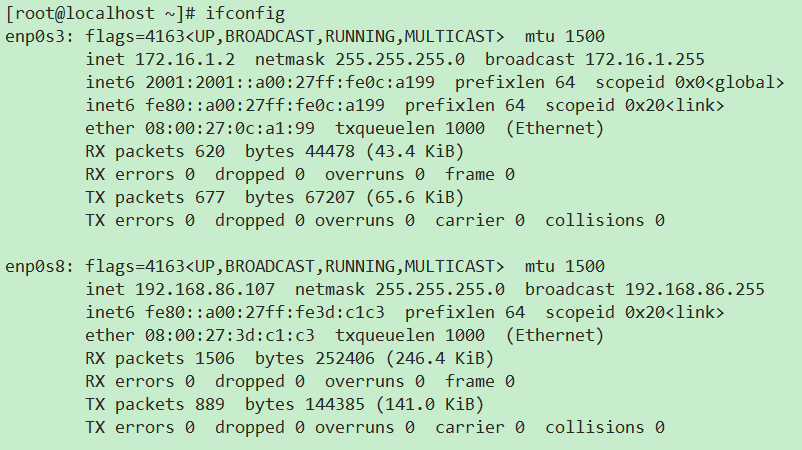 [root@localhost ~]# ifconfig
enp0s3: flags=4163<UP,BROADCAST,RUNNING,MULTICAST>  mtu 1500
        inet 172.16.1.2  netmask 255.255.255.0  broadcast 172.16.1.255
        inet6 2001:2001::a00:27ff:fe0c:a199  prefixlen 64  scopeid 0x0<global>
        inet6 fe80::a00:27ff:fe0c:a199  prefixlen 64  scopeid 0x20<link>
        ether 08:00:27:0c:a1:99  txqueuelen 1000  (Ethernet)
        RX packets 620  bytes 44478 (43.4 KiB)
        RX errors 0  dropped 0  overruns 0  frame 0
        TX packets 677  bytes 67207 (65.6 KiB)
        TX errors 0  dropped 0 overruns 0  carrier 0  collisions 0

enp0s8: flags=4163<UP,BROADCAST,RUNNING,MULTICAST>  mtu 1500
        inet 192.168.86.107  netmask 255.255.255.0  broadcast 192.168.86.255
        inet6 fe80::a00:27ff:fe3d:c1c3  prefixlen 64  scopeid 0x20<link>
        ether 08:00:27:3d:c1:c3  txqueuelen 1000  (Ethernet)
        RX packets 1506  bytes 252406 (246.4 KiB)
        RX errors 0  dropped 0  overruns 0  frame 0
        TX packets 889  bytes 144385 (141.0 KiB)
        TX errors 0  dropped 0 overruns 0  carrier 0  collisions 0